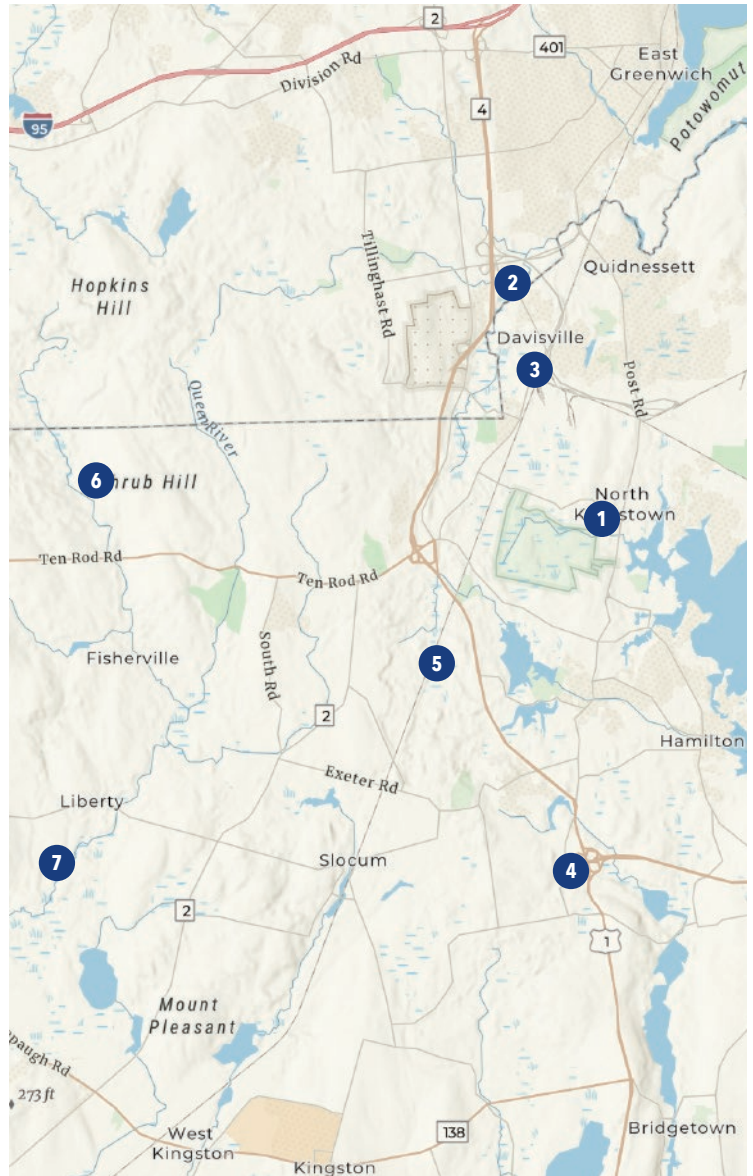 2
401
East
Greenwich
Division Rd
Potowomut
4
95
Tillinghast Rd
Quidnessett
Hopkins
Hill
2
Davisville
3
Post Rd
Queen River
6
hrub Hill
North
K
1
stown
Ten Rod Rd
Ten Rod Rd
South Rd
Fisherville
5
2
Hamilton
Exeter Rd
Liberty
7
Slocum
4
2
1
Mount
Pleasant
paugh Rd
273 ft
West
Kingston
138
Bridgetown
Kingston